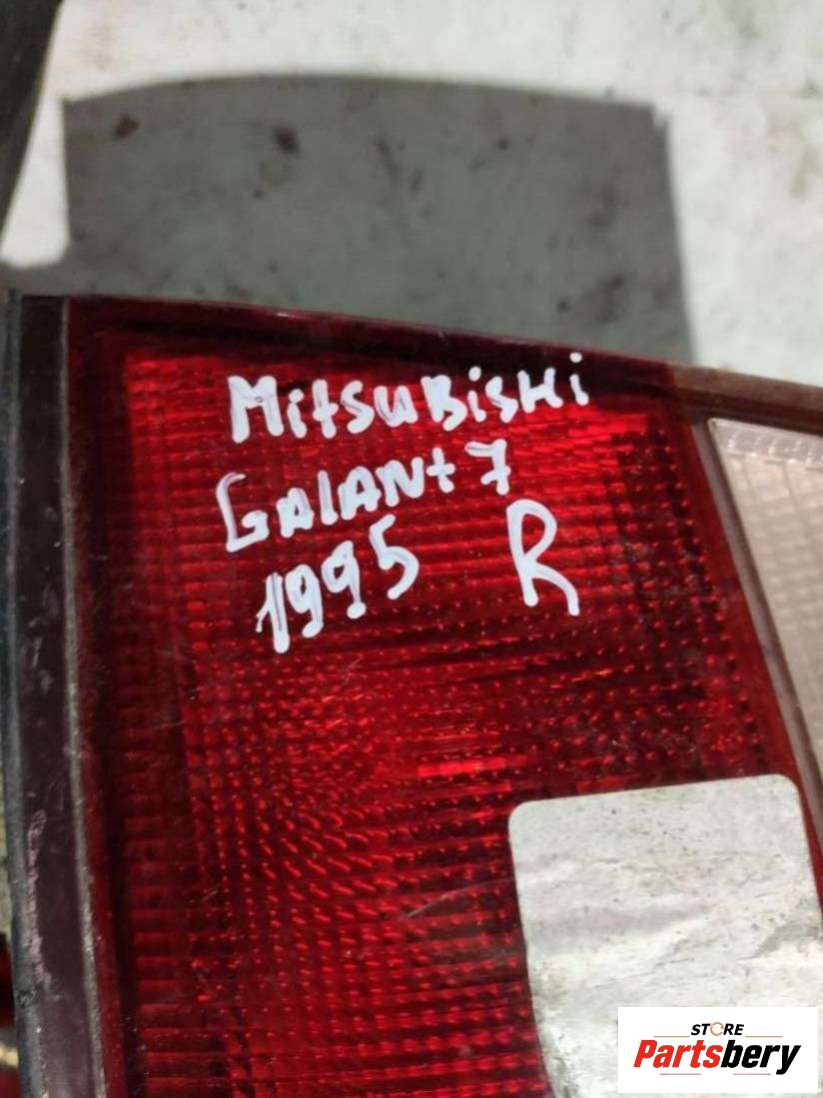 MitsuBisHi
GAlANt 7
1995 R
STORE
Partsbery